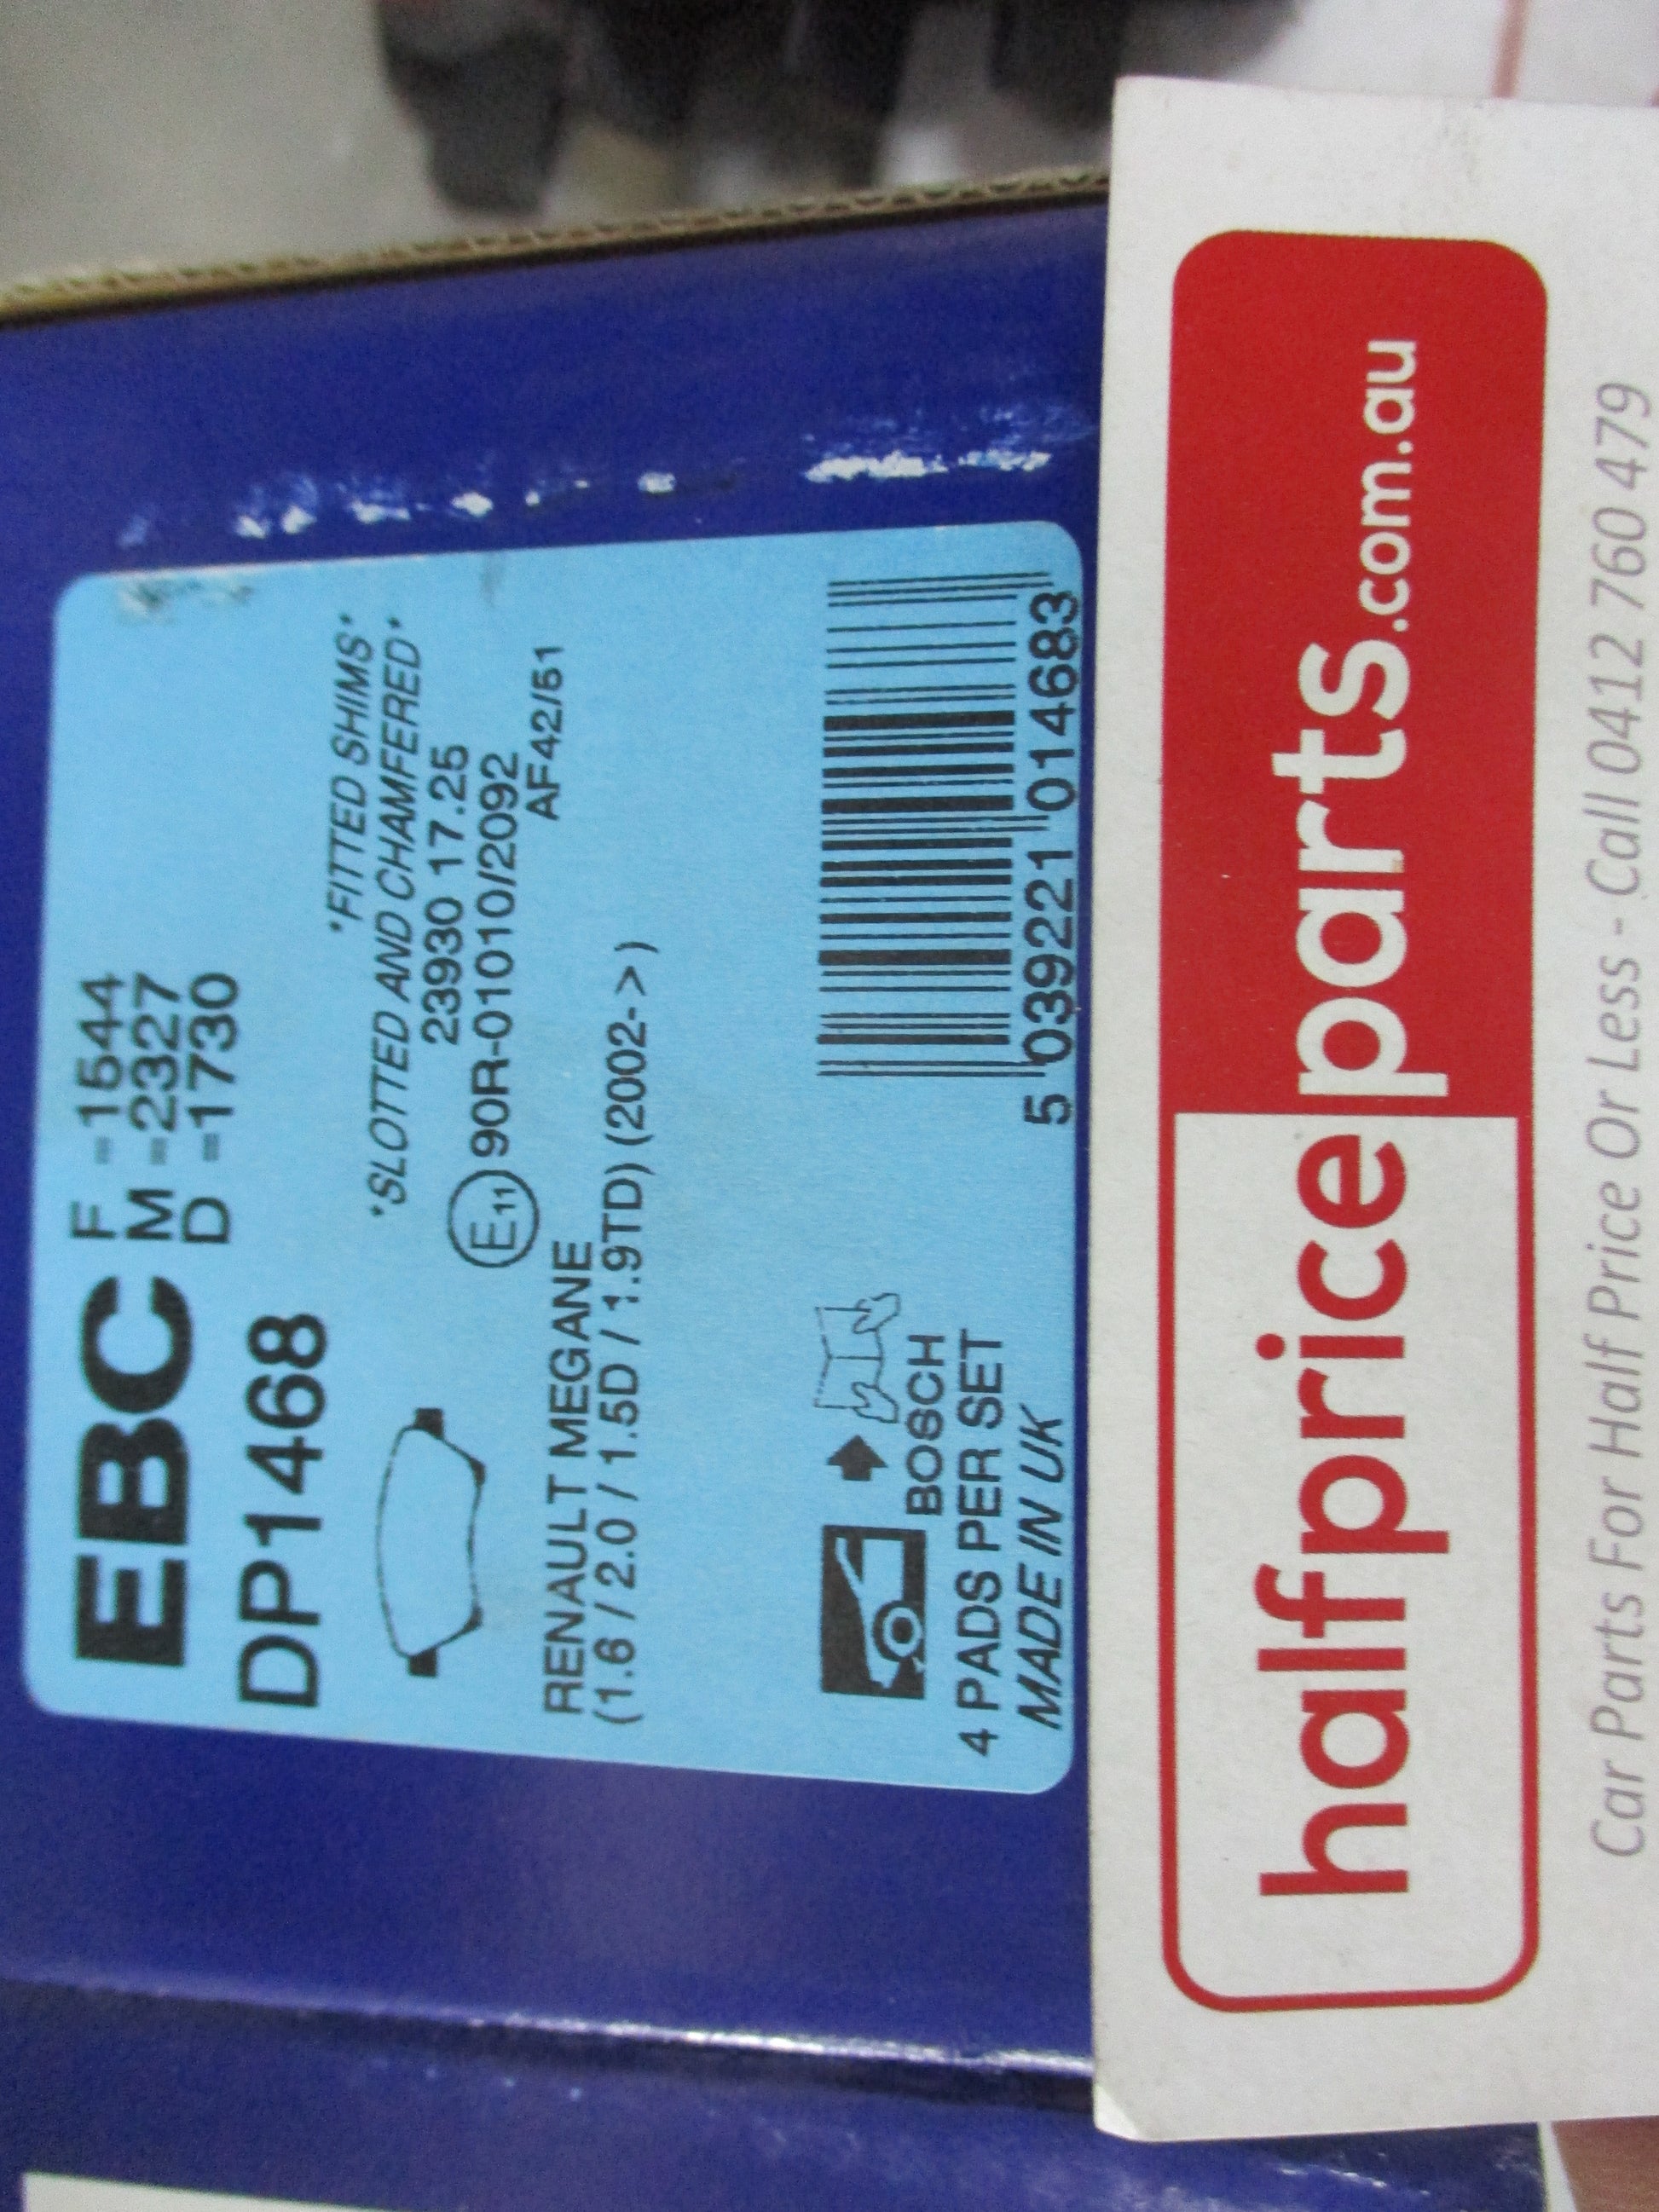 EBC
F =1544
M =2327
D =1730
DP1468
*FITTED SHIMS*
*SLOTTED AND CHAMFERED*
23930 17.25
E11 90R-01010/2092
AF42/51
RENAULT MEGANE
(1.6 / 2.0 / 1.5D / 1.9TD) (2002->)
BOSCH
4 PADS PER SET
MADE IN UK
5 039221 014683
halfpriceparts.com.au
Car Parts For Half Price Or Less - Call 0412 760 479